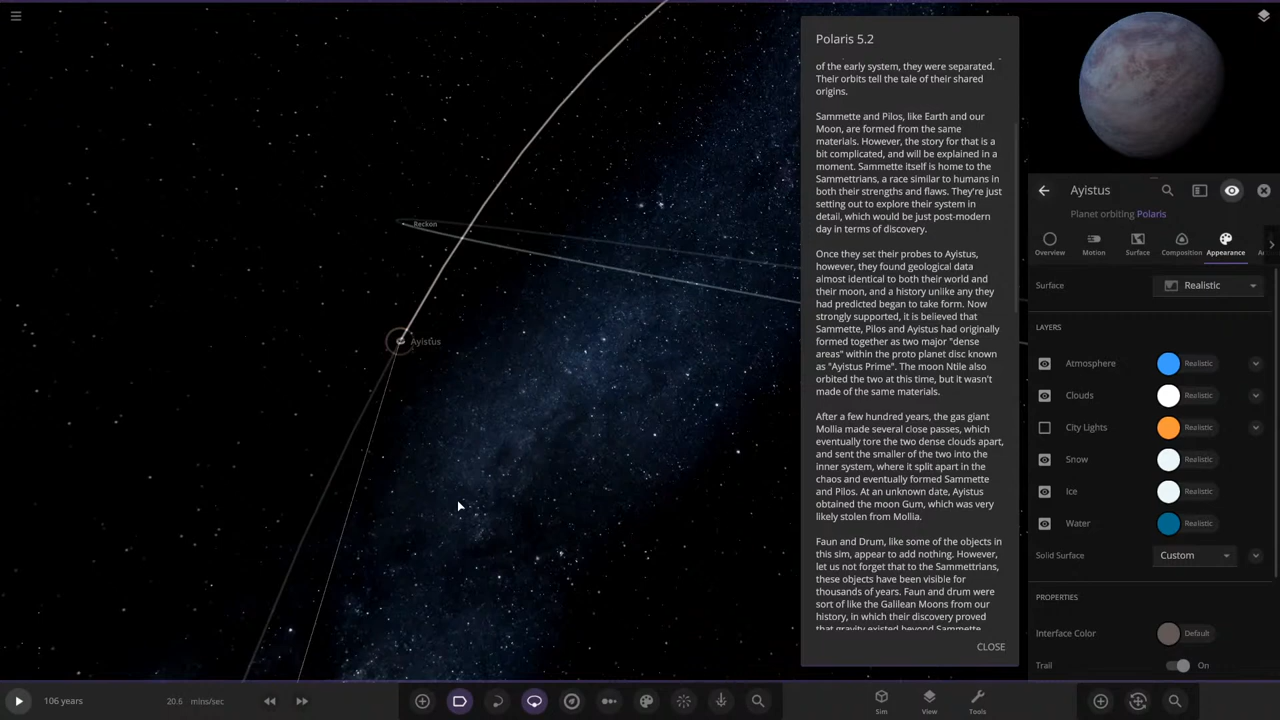 Polaris 5.2
of the early system, they were separated.
Their orbits tell the tale of their shared
origins.
Sammette and Pilos, like Earth and our
Moon, are formed from the same
materials. However, the story for that is a
bit complicated, and will be explained in a
moment. Sammette itself is home to the
Sammettrians, a race similar to humans in
both their strengths and flaws. They're just
setting out to explore their system in
detail, which would be just post-modern
day in terms of discovery.
Once they set their probes to Ayistus,
however, they found geological data
almost identical to both their world and
their moon, and a history unlike any they
had predicted began to take form. Now
strongly supported, it is believed that
Sammette, Pilos and Ayistus had originally
formed together as two major "dense
areas" within the proto planet disc known
as "Ayistus Prime". The moon Ntile also
orbited the two at this time, but it wasn't
made of the same materials.
After a few hundred years, the gas giant
Mollia made several close passes, which
eventually tore the two dense clouds apart,
and sent the smaller of the two into the
inner system, where it split apart in the
chaos and eventually formed Sammette
and Pilos. At an unknown date, Ayistus
obtained the moon Gum, which was very
likely stolen from Mollia.
Faun and Drum, like some of the objects in
this sim, appear to add nothing. However,
let us not forget that to the Sammettrians,
these objects have been visible for
thousands of years. Faun and drum were
sort of like the Galilean Moons from our
history, in which their discovery proved
that gravity existed beyond Sammette
CLOSE
Reckon
Ayistus
Ayistus
Planet orbiting Polaris
Overview
Motion
Surface
Composition
Appearance
Surface
Realistic
LAYERS
Atmosphere
Realistic
Clouds
Realistic
City Lights
Realistic
Snow
Realistic
Ice
Realistic
Water
Realistic
Solid Surface
Custom
PROPERTIES
Interface Color
Default
Trail
On
106 years
20.6 mins/sec
Sim
View
Tools